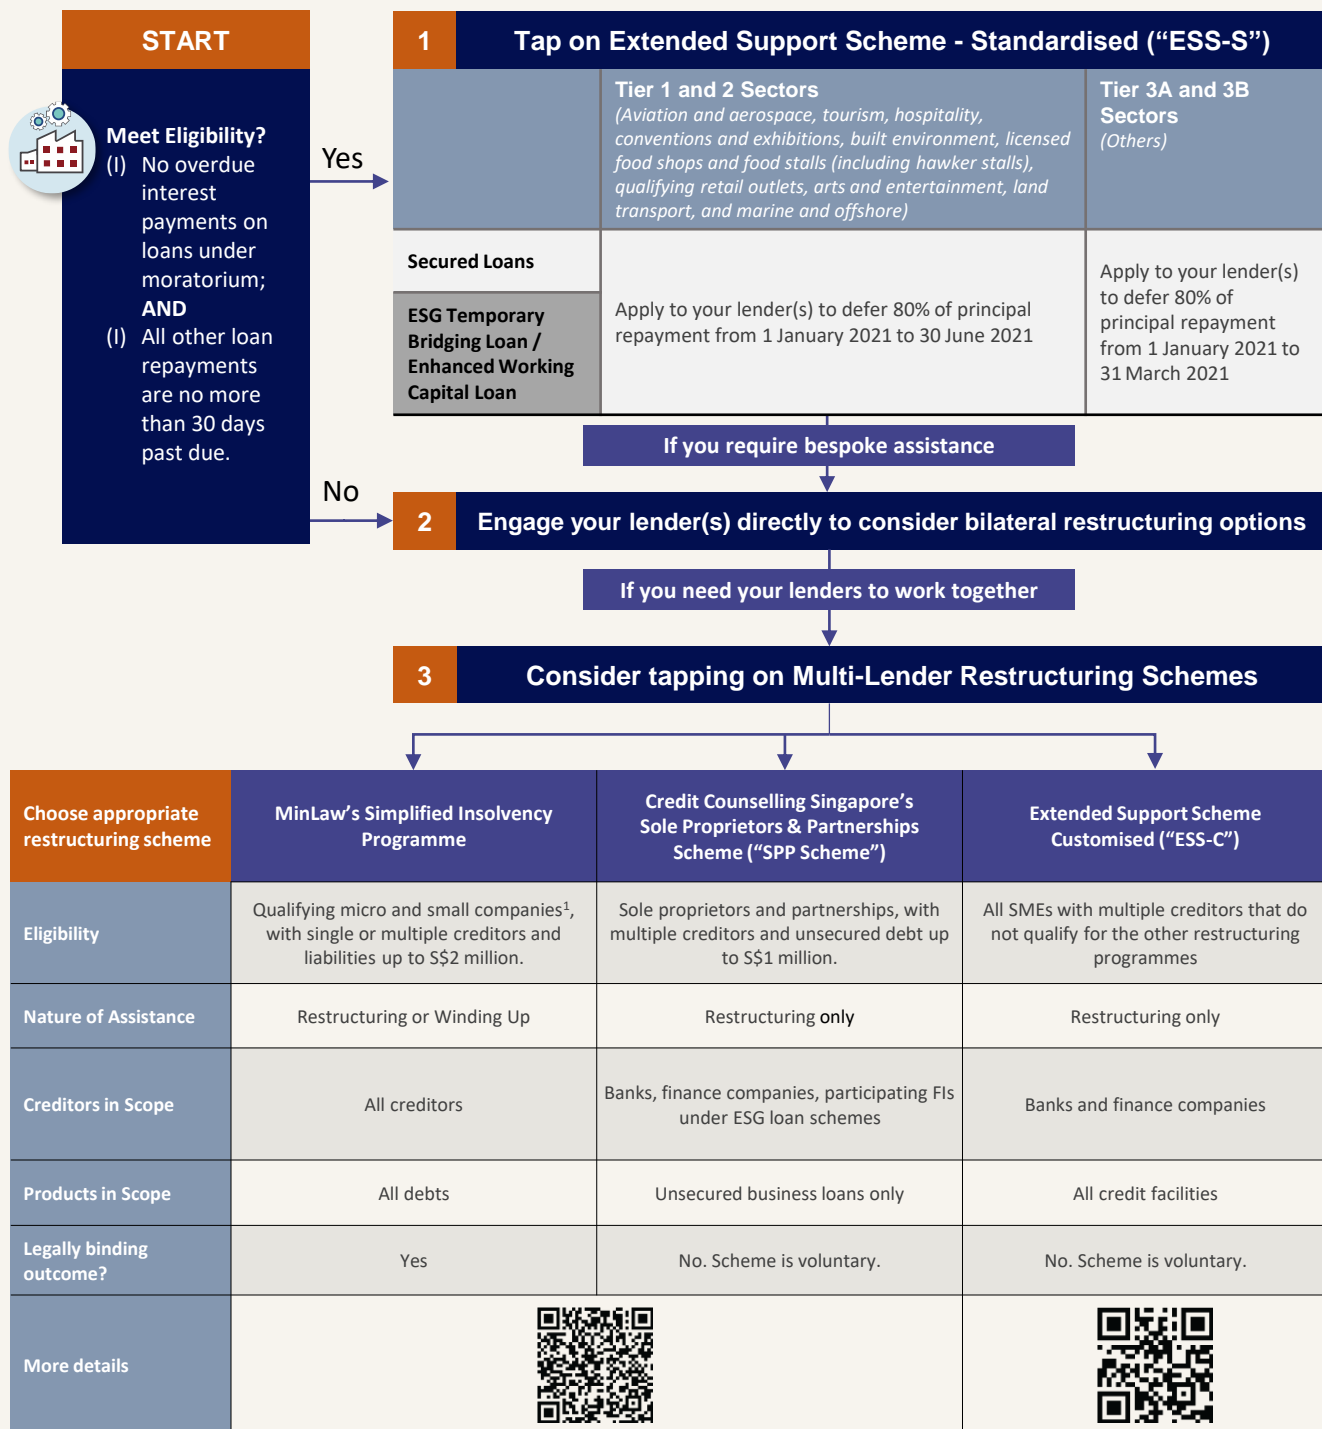 START
Meet Eligibility?
(I) No overdue
interest
payments on
loans under
moratorium;
AND
(I) All other loan
repayments
are no more
than 30 days
past due.
Yes
No
1 Tap on Extended Support Scheme - Standardised (“ESS-S”)
Tier 1 and 2 Sectors
(Aviation and aerospace, tourism, hospitality,
conventions and exhibitions, built environment, licensed
food shops and food stalls (including hawker stalls),
qualifying retail outlets, arts and entertainment, land
transport, and marine and offshore)
Tier 3A and 3B
Sectors
(Others)
Secured Loans
ESG Temporary
Bridging Loan /
Enhanced Working
Capital Loan
Apply to your lender(s) to defer 80% of principal
repayment from 1 January 2021 to 30 June 2021
Apply to your lender(s)
to defer 80% of
principal repayment
from 1 January 2021 to
31 March 2021
If you require bespoke assistance
2 Engage your lender(s) directly to consider bilateral restructuring options
If you need your lenders to work together
3 Consider tapping on Multi-Lender Restructuring Schemes
Choose appropriate
restructuring scheme
MinLaw’s Simplified Insolvency
Programme
Credit Counselling Singapore’s
Sole Proprietors & Partnerships
Scheme (“SPP Scheme”)
Extended Support Scheme
Customised (“ESS-C”)
Eligibility
Qualifying micro and small companies¹,
with single or multiple creditors and
liabilities up to S$2 million.
Sole proprietors and partnerships, with
multiple creditors and unsecured debt up
to S$1 million.
All SMEs with multiple creditors that do
not qualify for the other restructuring
programmes
Nature of Assistance
Restructuring or Winding Up
Restructuring only
Restructuring only
Creditors in Scope
All creditors
Banks, finance companies, participating FIs
under ESG loan schemes
Banks and finance companies
Products in Scope
All debts
Unsecured business loans only
All credit facilities
Legally binding
outcome?
Yes
No. Scheme is voluntary.
No. Scheme is voluntary.
More details